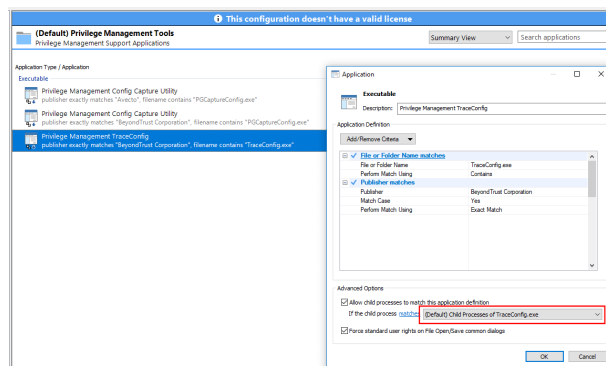 This configuration doesn't have a valid license
(Default) Privilege Management Tools
Privilege Management Support Applications
Summary View
Search applications
Application Type / Application
Executable
Privilege Management Config Capture Utility
publisher exactly matches "Avecto", filename contains "PGCaptureConfig.exe"
Privilege Management Config Capture Utility
publisher exactly matches "BeyondTrust Corporation", filename contains "PGCaptureConfig.exe"
Privilege Management TraceConfig
publisher exactly matches "BeyondTrust Corporation", filename contains "TraceConfig.exe"
Application
Executable
Description: Privilege Management TraceConfig
Application Definition
Add/Remove Criteria
File or Folder Name matches
File or Folder Name TraceConfig.exe
Perform Match Using Contains
Publisher matches
Publisher BeyondTrust Corporation
Match Case Yes
Perform Match Using Exact Match
Advanced Options
Allow child processes to match this application definition
If the child process matches (Default) Child Processes of TraceConfig.exe
Force standard user rights on File Open/Save common dialogs
OK Cancel